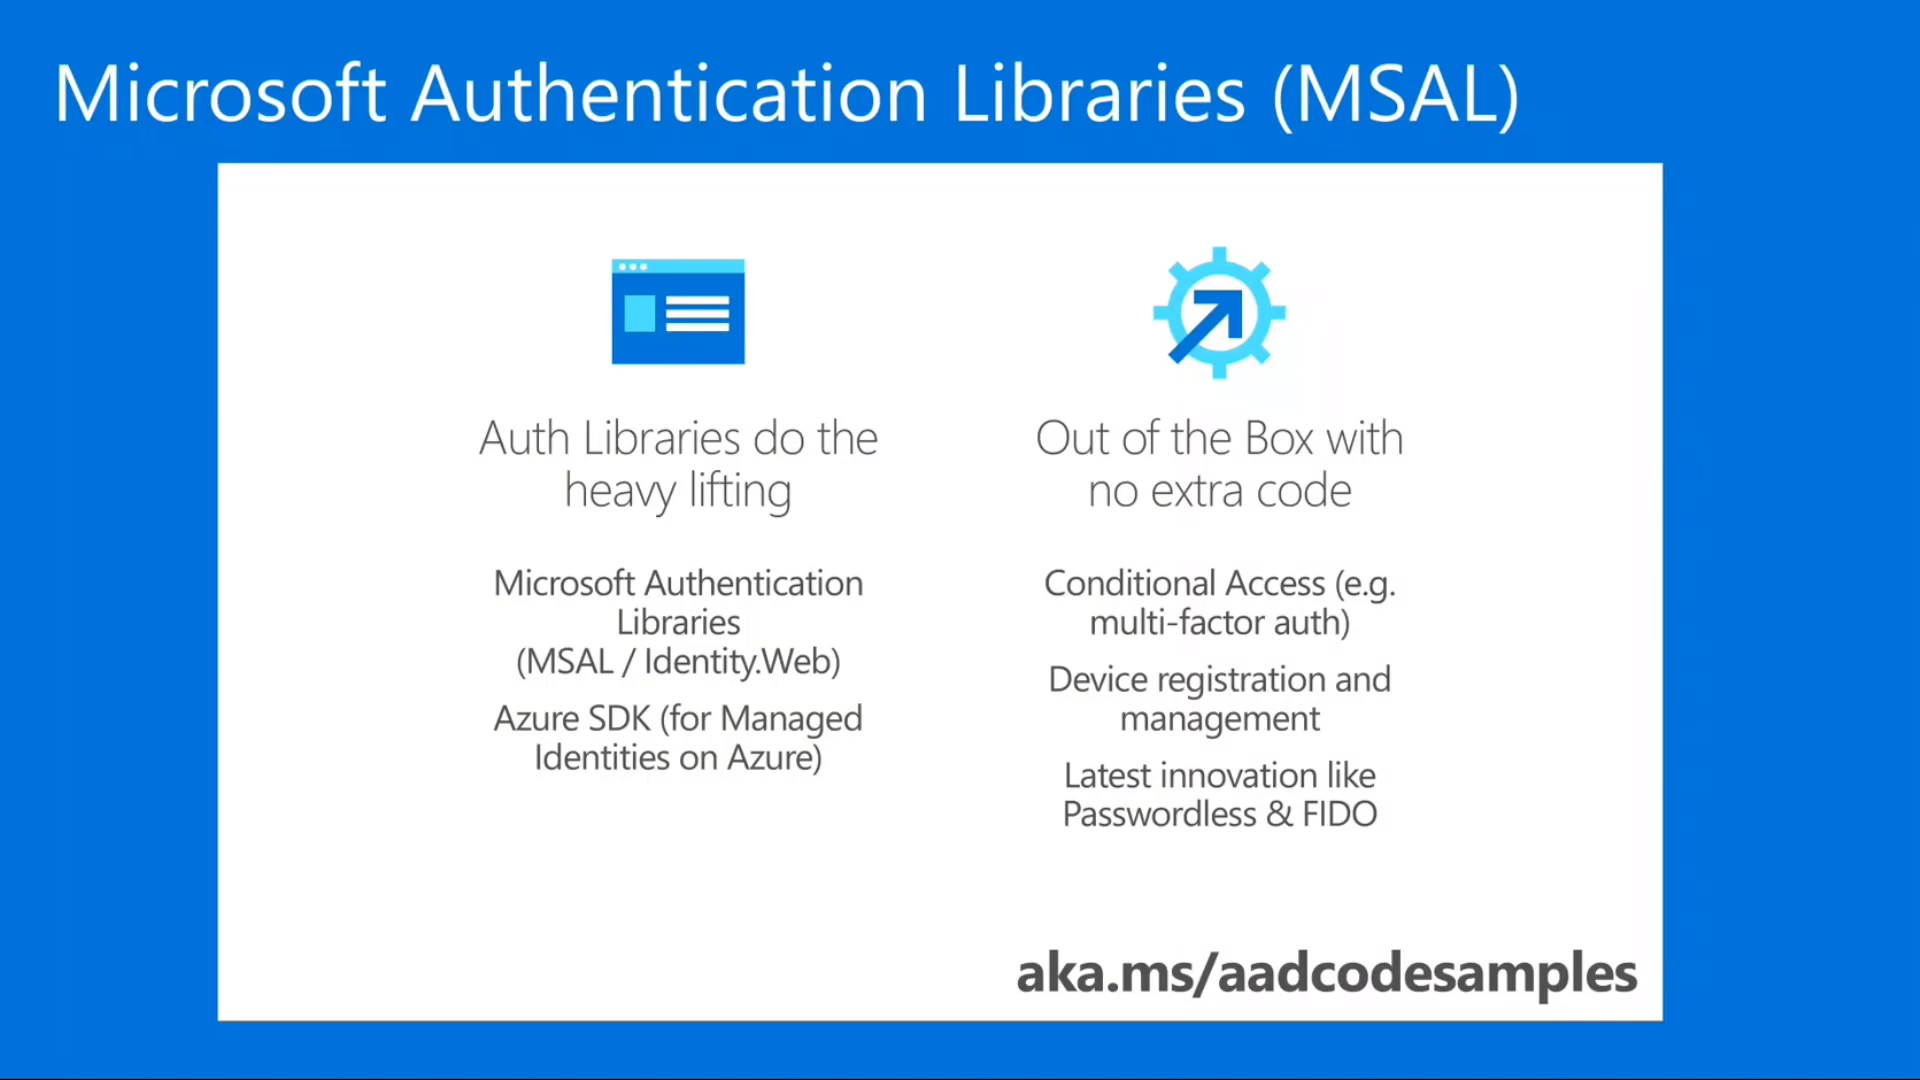 Microsoft Authentication Libraries (MSAL)
Auth Libraries do the
heavy lifting
Microsoft Authentication
Libraries
(MSAL / Identity.Web)
Azure SDK (for Managed
Identities on Azure)
Out of the Box with
no extra code
Conditional Access (e.g.
multi-factor auth)
Device registration and
management
Latest innovation like
Passwordless & FIDO
aka.ms/aadcodesamples